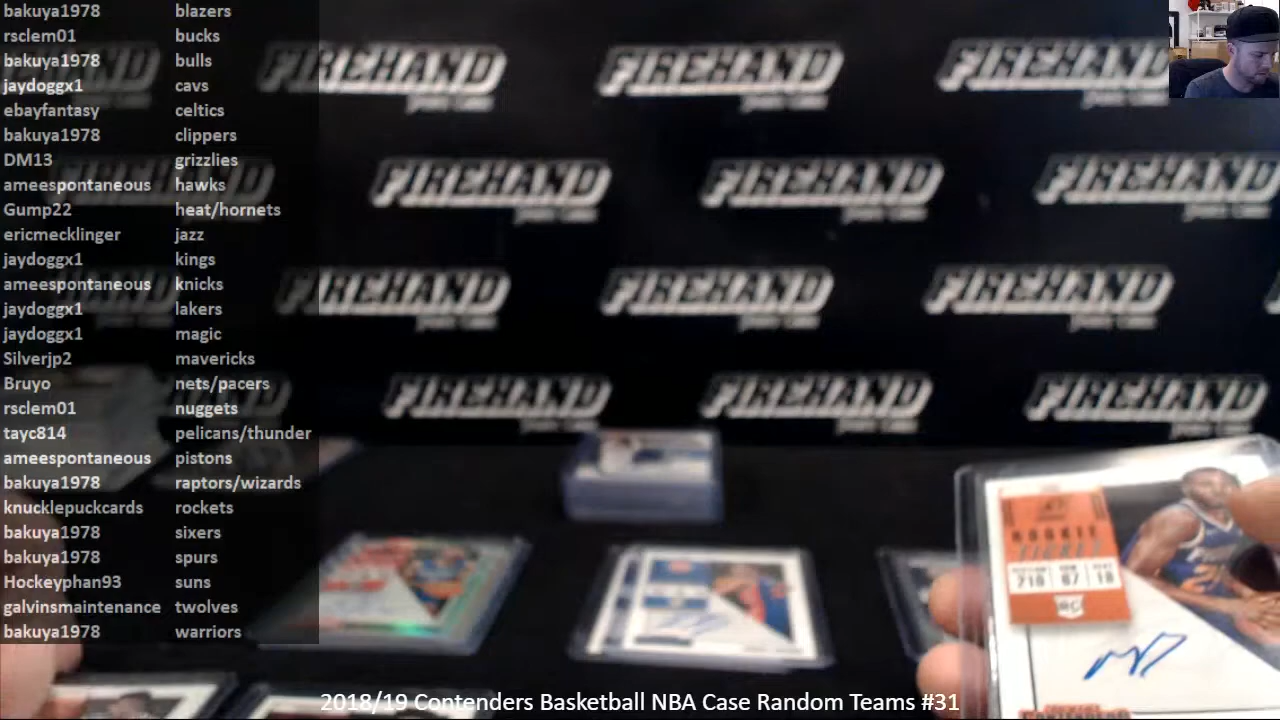 bakuya1978 blazers
rsclem01 bucks
bakuya1978 bulls
jaydoggx1 cavs
ebayfantasy celtics
bakuya1978 clippers
DM13 grizzlies
ameespontaneous hawks
Gump22 heat/hornets
ericmecklinger jazz
jaydoggx1 kings
ameespontaneous knicks
jaydoggx1 lakers
jaydoggx1 magic
Silverjp2 mavericks
Bruyo nets/pacers
rsclem01 nuggets
tayc814 pelicans/thunder
ameespontaneous pistons
bakuya1978 raptors/wizards
knucklepuckcards rockets
bakuya1978 sixers
bakuya1978 spurs
Hockeyphan93 suns
galvinsmaintenance twolves
bakuya1978 warriors
FIREHAND FIREHAND FIREHAND
FIREHAND FIREHAND FIREHAND
FIREHAND FIREHAND FIREHAND
FIREHAND FIREHAND FIREHAND
ROOKIE
TICKET
RC
2018/19 Contenders Basketball NBA Case Random Teams #31